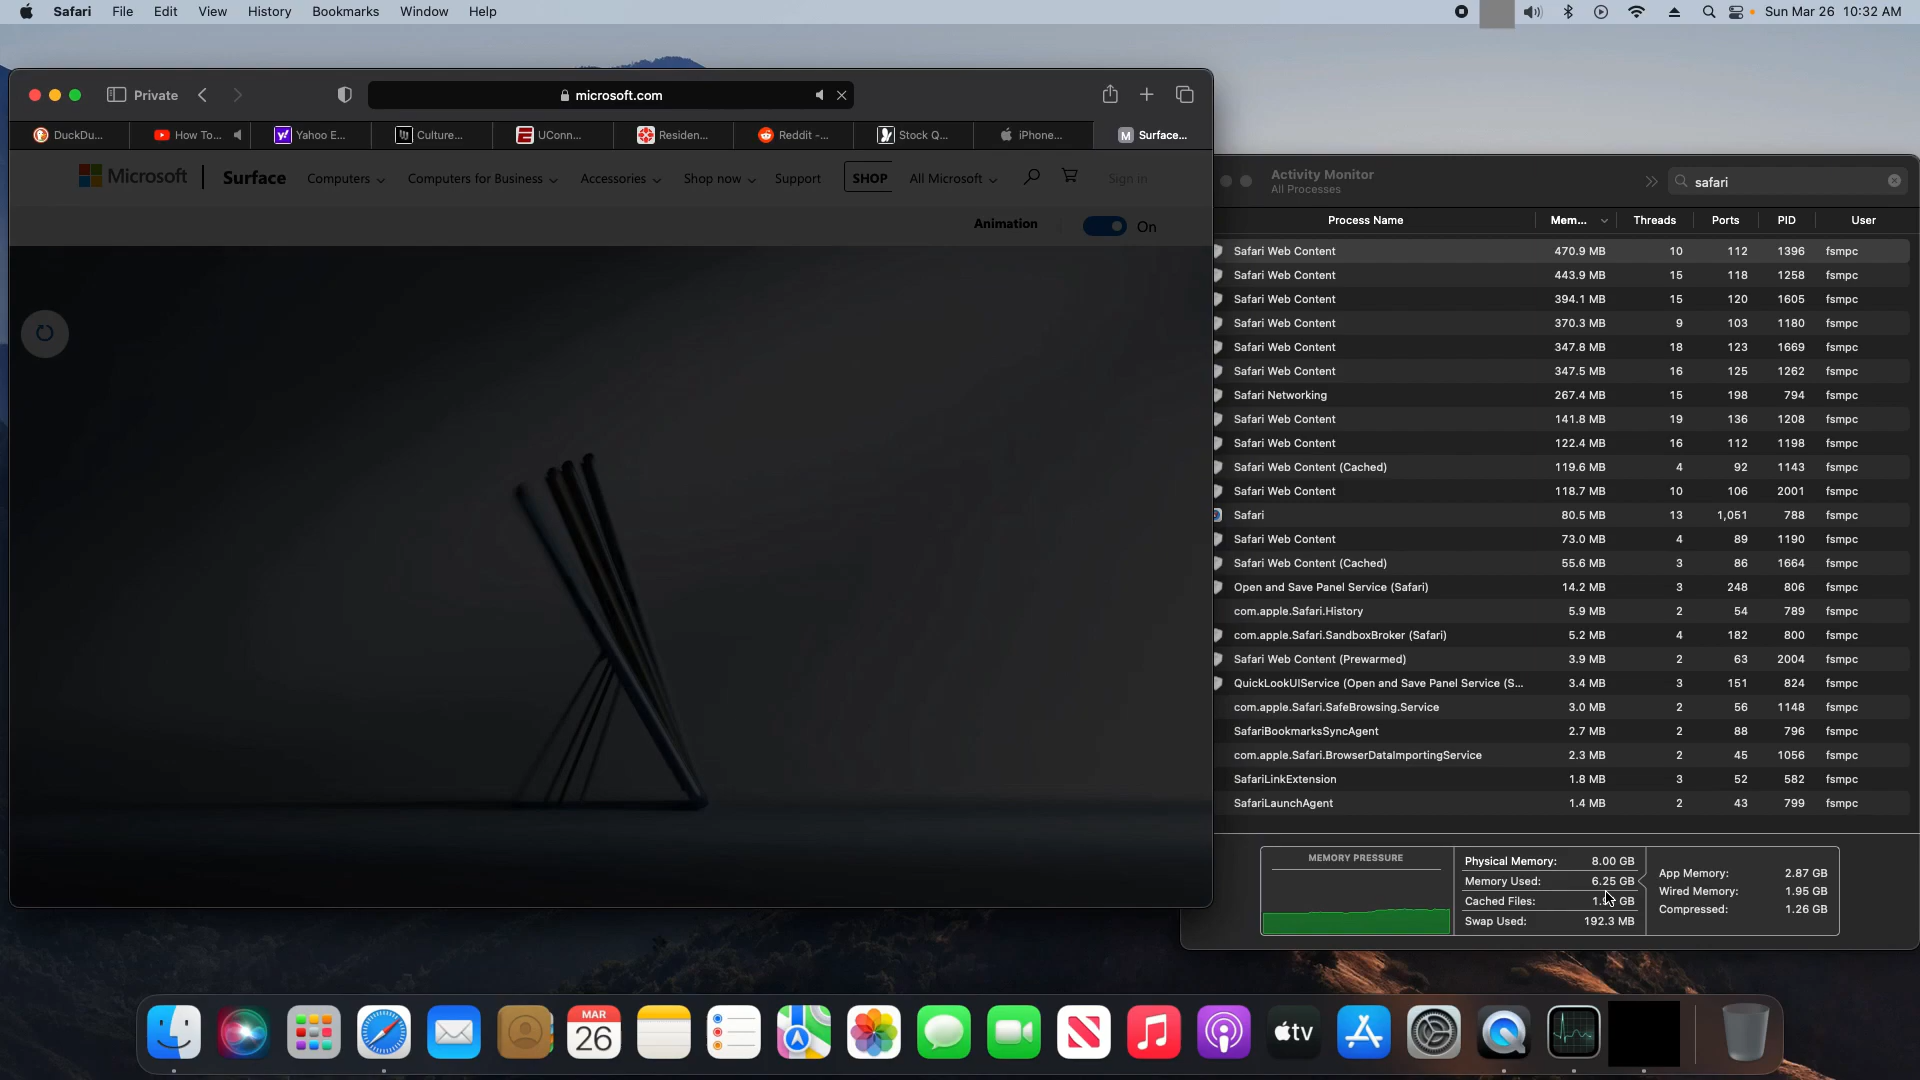 Safari File Edit View History Bookmarks Window Help Sun Mar 26 10:32 AM
Private microsoft.com
DuckDu... How To... Yahoo E... Culture... UConn... Residen... Reddit -... Stock Q... iPhone... M Surface...
Microsoft Surface Computers Computers for Business Accessories Shop now Support SHOP All Microsoft Sign in
Animation On
Activity Monitor
All Processes
safari
Process Name Mem... Threads Ports PID User
Safari Web Content 470.9 MB 10 112 1396 fsmpc
Safari Web Content 443.9 MB 15 118 1258 fsmpc
Safari Web Content 394.1 MB 15 120 1605 fsmpc
Safari Web Content 370.3 MB 9 103 1180 fsmpc
Safari Web Content 347.8 MB 18 123 1669 fsmpc
Safari Web Content 347.5 MB 16 125 1262 fsmpc
Safari Networking 267.4 MB 15 198 794 fsmpc
Safari Web Content 141.8 MB 19 136 1208 fsmpc
Safari Web Content 122.4 MB 16 112 1198 fsmpc
Safari Web Content (Cached) 119.6 MB 4 92 1143 fsmpc
Safari Web Content 118.7 MB 10 106 2001 fsmpc
Safari 80.5 MB 13 1,051 788 fsmpc
Safari Web Content 73.0 MB 4 89 1190 fsmpc
Safari Web Content (Cached) 55.6 MB 3 86 1664 fsmpc
Open and Save Panel Service (Safari) 14.2 MB 3 248 806 fsmpc
com.apple.Safari.History 5.9 MB 2 54 789 fsmpc
com.apple.Safari.SandboxBroker (Safari) 5.2 MB 4 182 800 fsmpc
Safari Web Content (Prewarmed) 3.9 MB 2 63 2004 fsmpc
QuickLookUIService (Open and Save Panel Service (S... 3.4 MB 3 151 824 fsmpc
com.apple.Safari.SafeBrowsing.Service 3.0 MB 2 56 1148 fsmpc
SafariBookmarksSyncAgent 2.7 MB 2 88 796 fsmpc
com.apple.Safari.BrowserDataImportingService 2.3 MB 2 45 1056 fsmpc
SafariLinkExtension 1.8 MB 3 52 582 fsmpc
SafariLaunchAgent 1.4 MB 2 43 799 fsmpc
MEMORY PRESSURE
Physical Memory: 8.00 GB
Memory Used: 6.25 GB
Cached Files: GB
Swap Used: 192.3 MB
App Memory: 2.87 GB
Wired Memory: 1.95 GB
Compressed: 1.26 GB
MAR
26
tv